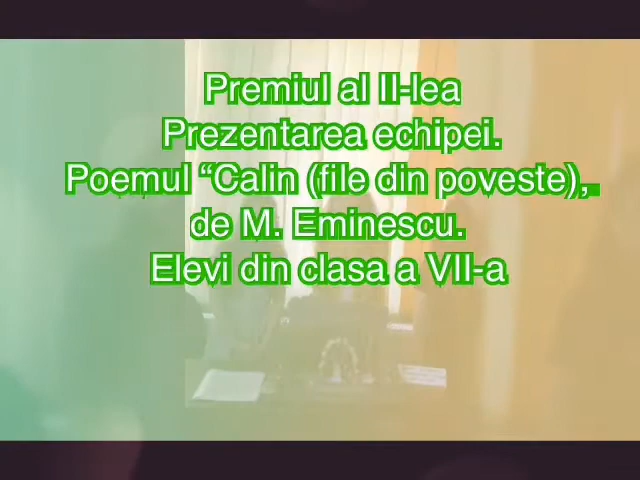 Premiul al II-lea
Prezentarea echipei.
Poemul “Calin (file din poveste),
de M. Eminescu.
Elevi din clasa a VII-a